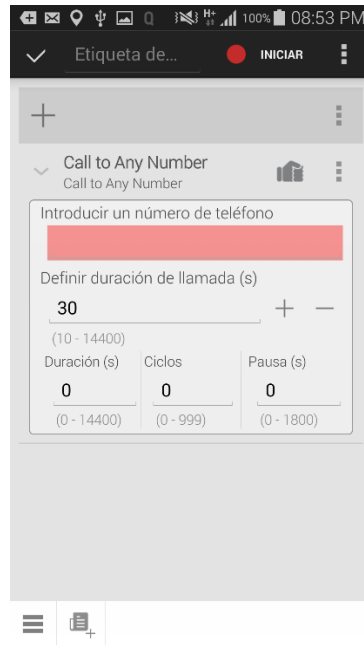 100% 08:53 PM
Etiqueta de... INICIAR
Call to Any Number
Call to Any Number
Introducir un número de teléfono
Definir duración de llamada (s)
30
(10 - 14400)
Duración (s) Ciclos Pausa (s)
0 0 0
(0 - 14400) (0 - 999) (0 - 1800)